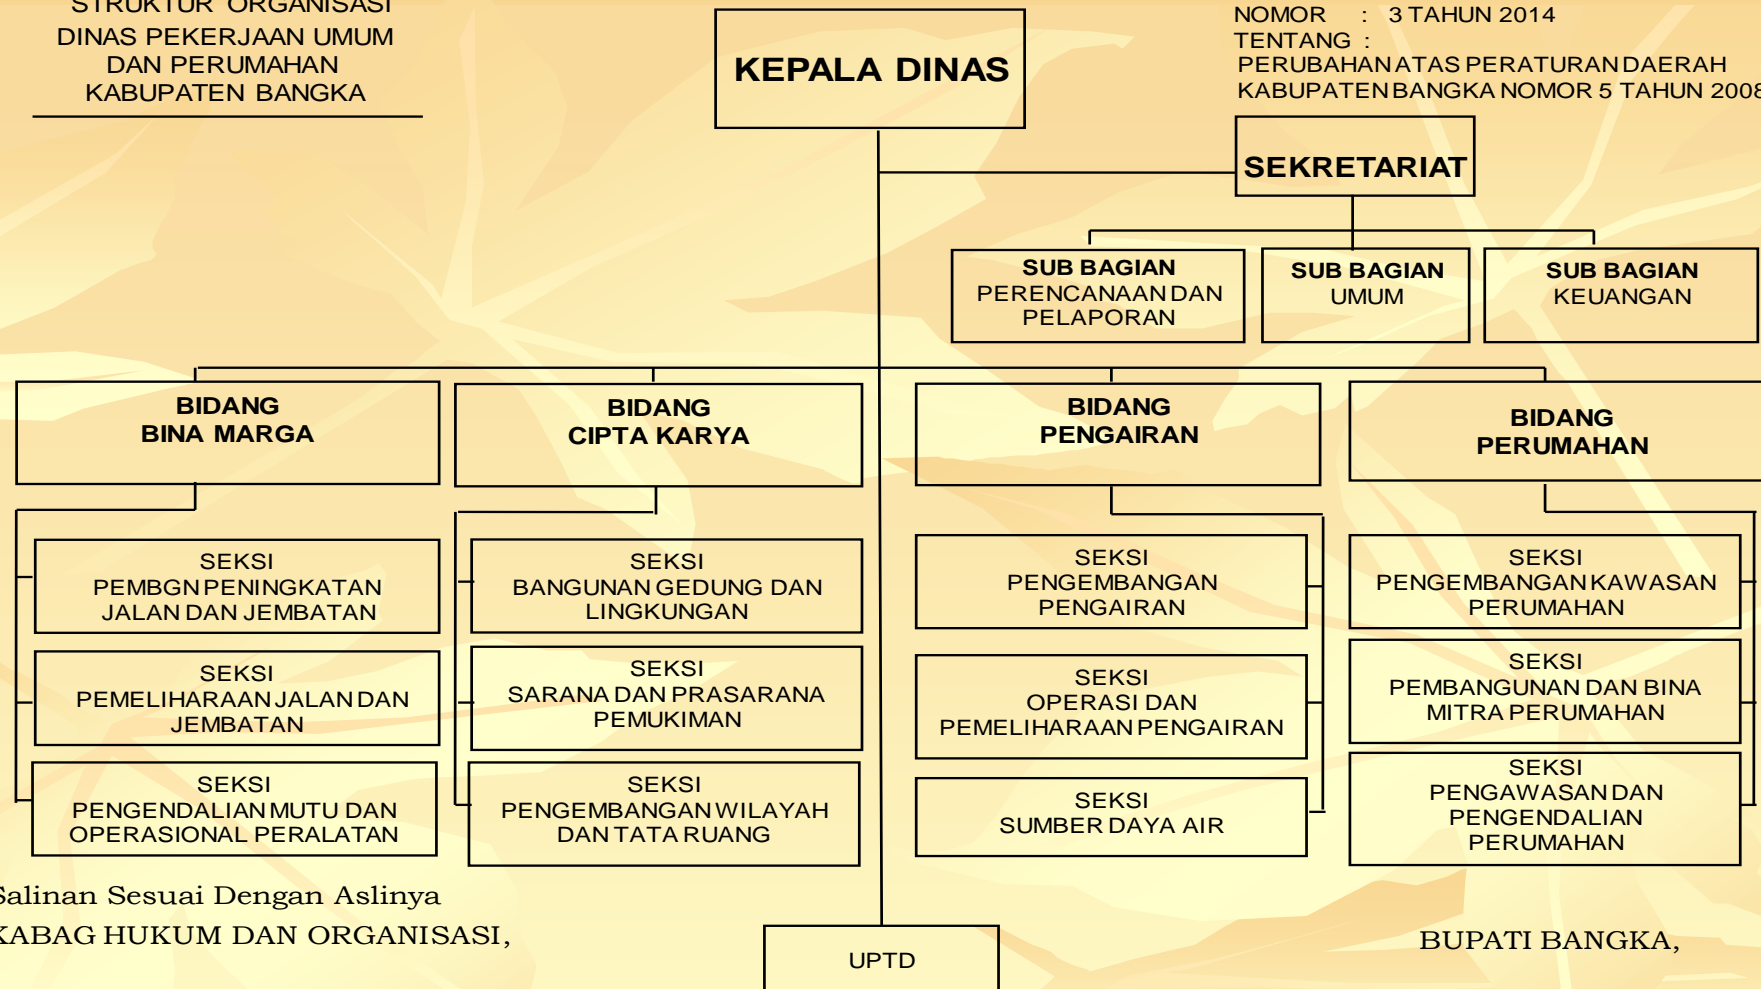 STRUKTUR ORGANISASI
DINAS PEKERJAAN UMUM
DAN PERUMAHAN
KABUPATEN BANGKA
KEPALA DINAS
NOMOR : 3 TAHUN 2014
TENTANG :
PERUBAHAN ATAS PERATURAN DAERAH
KABUPATEN BANGKA NOMOR 5 TAHUN 2008
SEKRETARIAT
SUB BAGIAN
PERENCANAAN DAN
PELAPORAN
SUB BAGIAN
UMUM
SUB BAGIAN
KEUANGAN
BIDANG
BINA MARGA
BIDANG
CIPTA KARYA
BIDANG
PENGAIRAN
BIDANG
PERUMAHAN
SEKSI
PEMBGN PENINGKATAN
JALAN DAN JEMBATAN
SEKSI
PEMELIHARAAN JALAN DAN
JEMBATAN
SEKSI
PENGENDALIAN MUTU DAN
OPERASIONAL PERALATAN
SEKSI
BANGUNAN GEDUNG DAN
LINGKUNGAN
SEKSI
SARANA DAN PRASARANA
PEMUKIMAN
SEKSI
PENGEMBANGAN WILAYAH
DAN TATA RUANG
SEKSI
PENGEMBANGAN
PENGAIRAN
SEKSI
OPERASI DAN
PEMELIHARAAN PENGAIRAN
SEKSI
SUMBER DAYA AIR
SEKSI
PENGEMBANGAN KAWASAN
PERUMAHAN
SEKSI
PEMBANGUNAN DAN BINA
MITRA PERUMAHAN
SEKSI
PENGAWASAN DAN
PENGENDALIAN
PERUMAHAN
Salinan Sesuai Dengan Aslinya
KABAG HUKUM DAN ORGANISASI,
UPTD
BUPATI BANGKA,